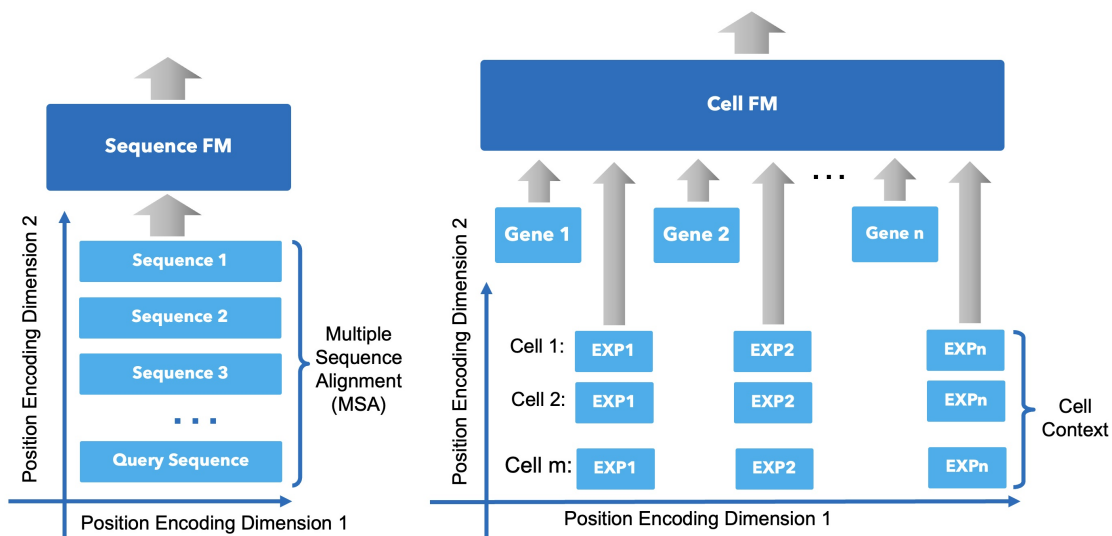 Sequence FM
Position Encoding Dimension 2
Sequence 1
Sequence 2
Sequence 3
...
Query Sequence
Multiple
Sequence
Alignment
(MSA)
Position Encoding Dimension 1
Cell FM
...
Gene 1
Gene 2
Gene n
Position Encoding Dimension 2
Cell 1: EXP1 EXP2 EXPn
Cell 2: EXP1 EXP2 EXPn
Cell m: EXP1 EXP2 EXPn
Cell
Context
Position Encoding Dimension 1